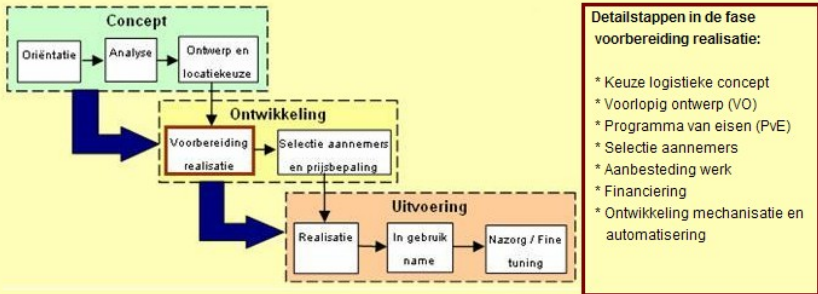 Concept
Oriëntatie
Analyse
Ontwerp en
locatiekeuze
Ontwikkeling
Voorbereiding
realisatie
Selectie aannemers
en prijsbepaling
Uitvoering
Realisatie
In gebruik
name
Nazorg / Fine
tuning
Detailstappen in de fase
voorbereiding realisatie:
* Keuze logistieke concept
* Voorlopig ontwerp (VO)
* Programma van eisen (PvE)
* Selectie aannemers
* Aanbesteding werk
* Financiering
* Ontwikkeling mechanisatie en
automatisering